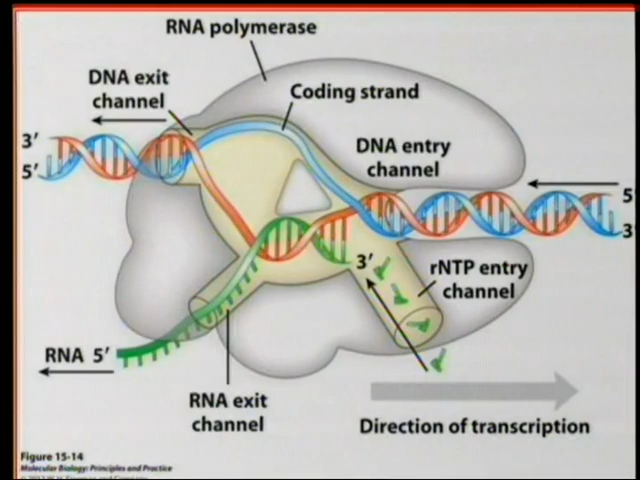 RNA polymerase
DNA exit
channel
Coding strand
DNA entry
channel
3′
5′
5
3
3′
rNTP entry
channel
RNA 5′
RNA exit
channel
Direction of transcription
Figure 15-14
Molecular Biology: Principles and Practice